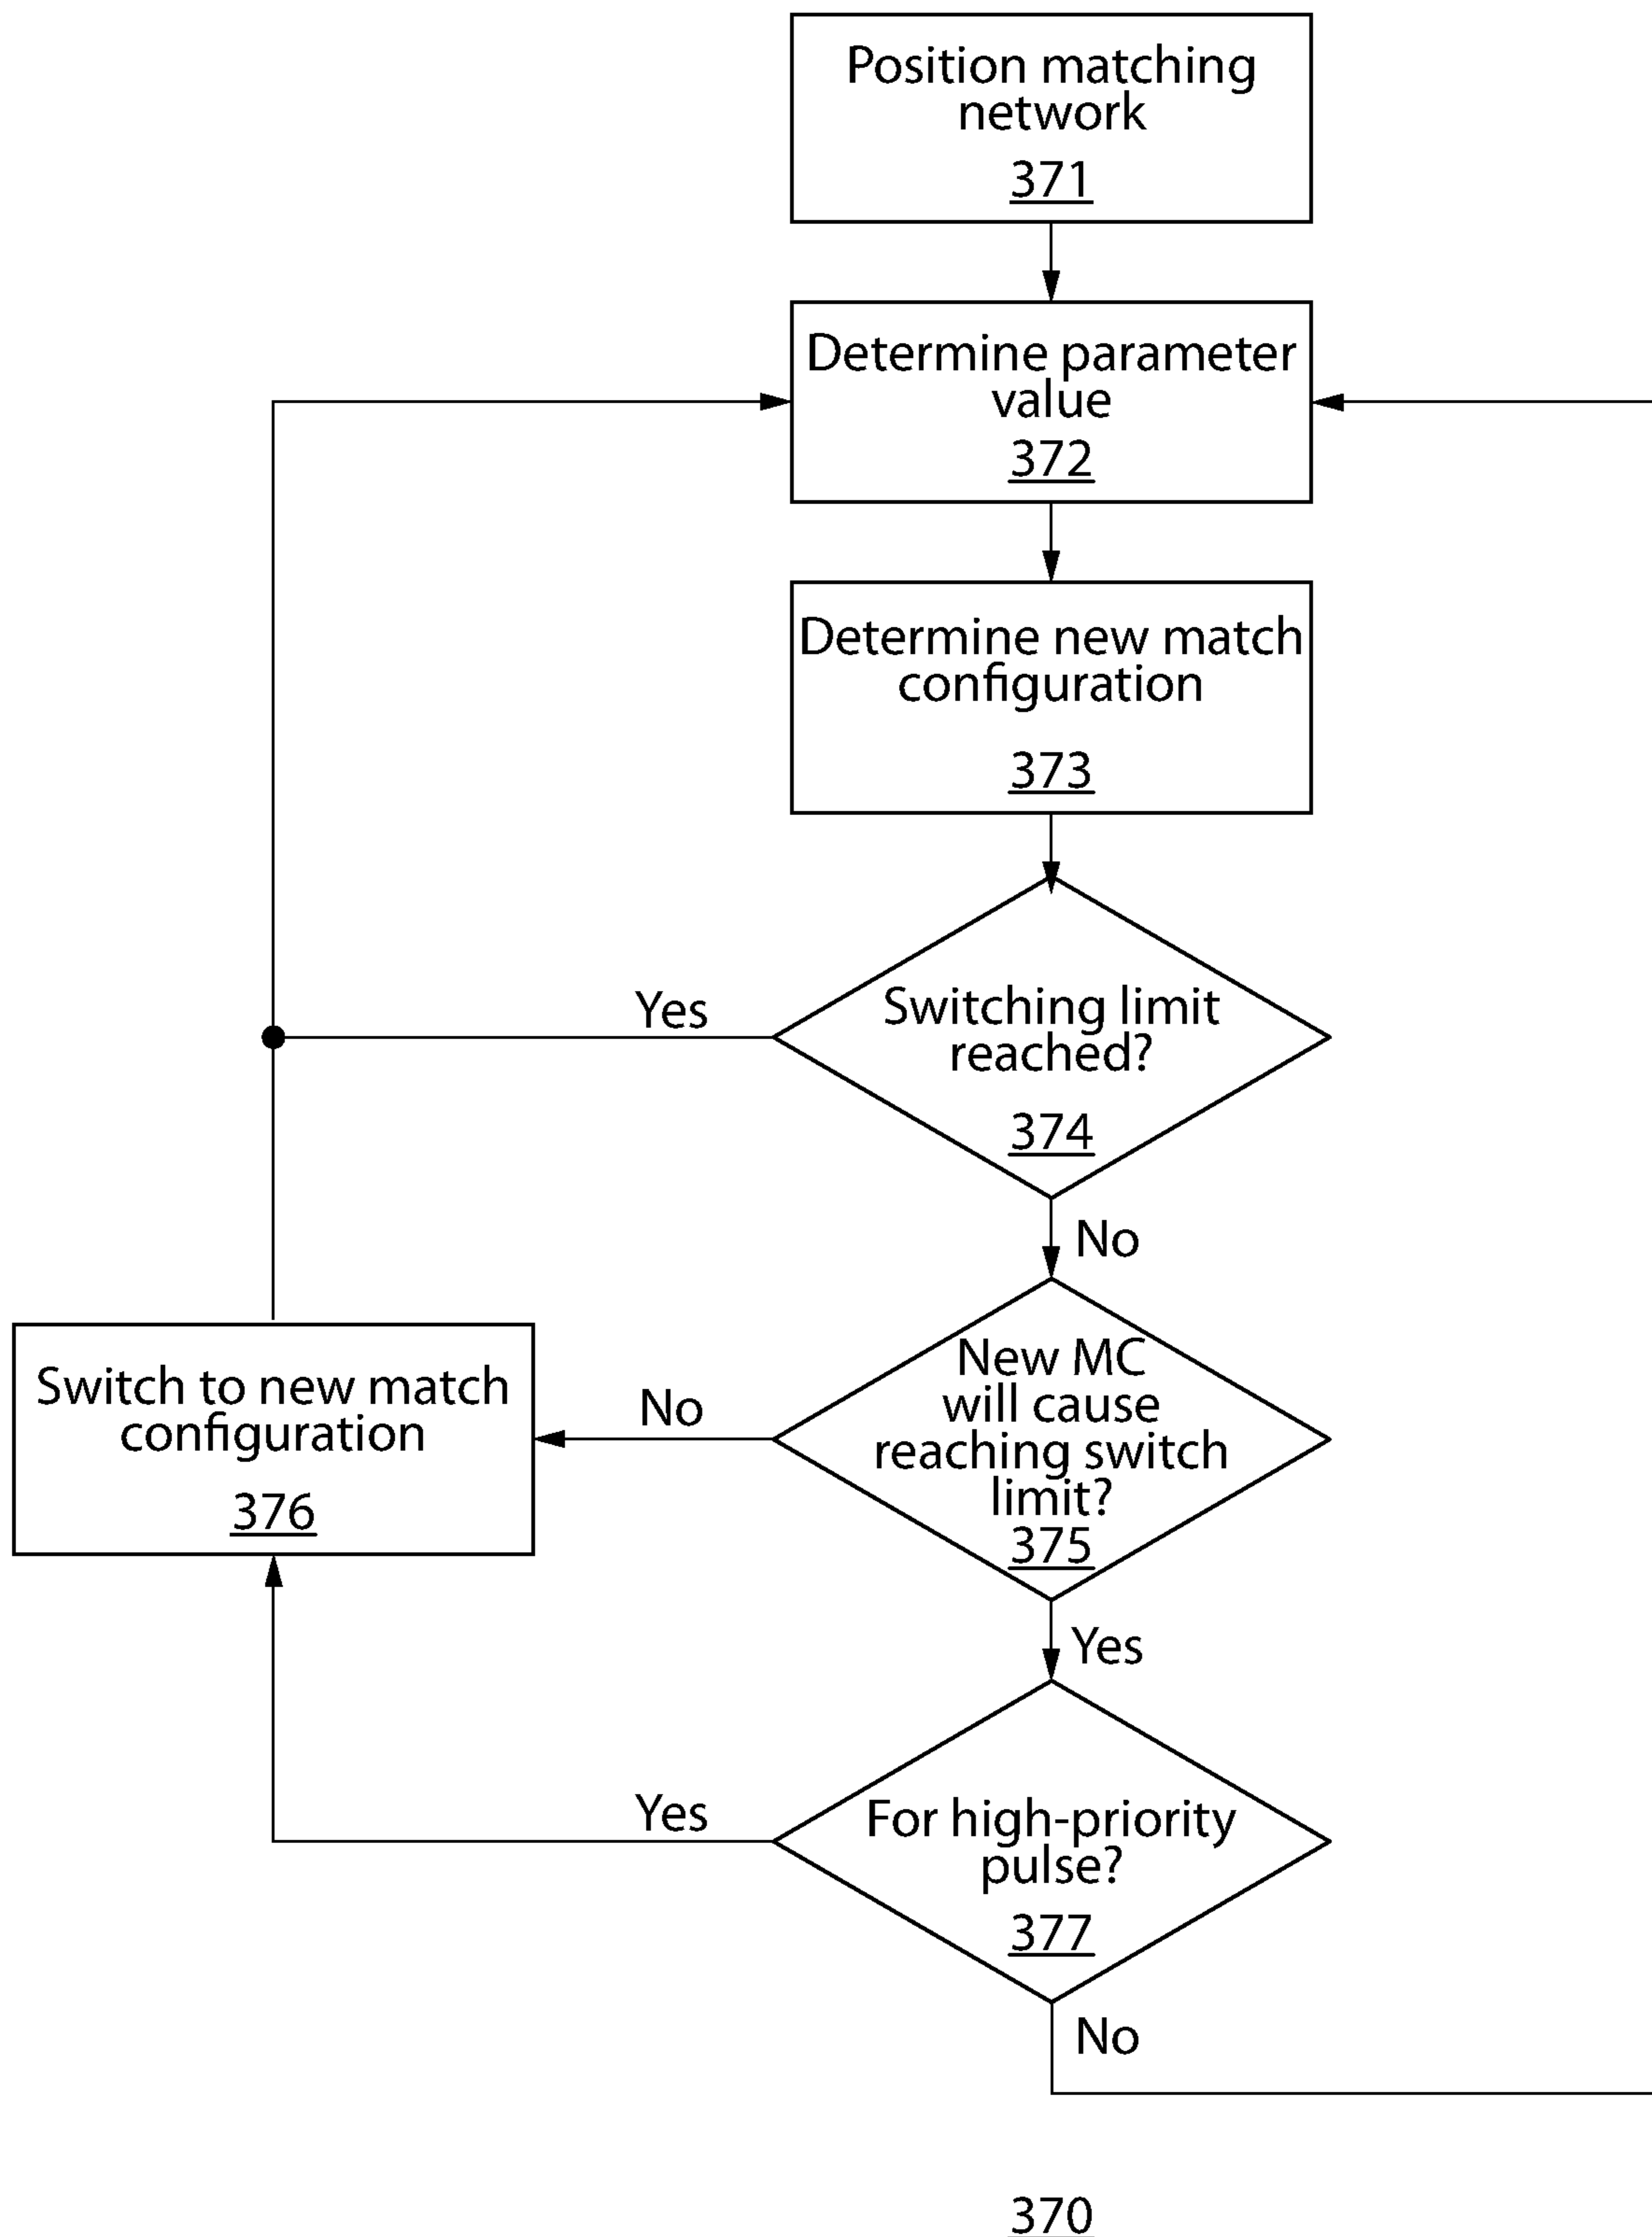 Position matching
network
371
Determine parameter
value
372
Determine new match
configuration
373
Yes
Switching limit
reached?
374
No
New MC
will cause
reaching switch
limit?
375
No
Switch to new match
configuration
376
Yes
Yes
For high-priority
pulse?
377
No
370